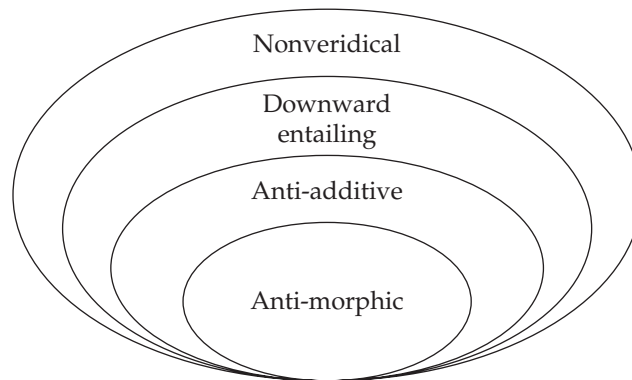 Nonveridical
Downward
entailing
Anti-additive
Anti-morphic